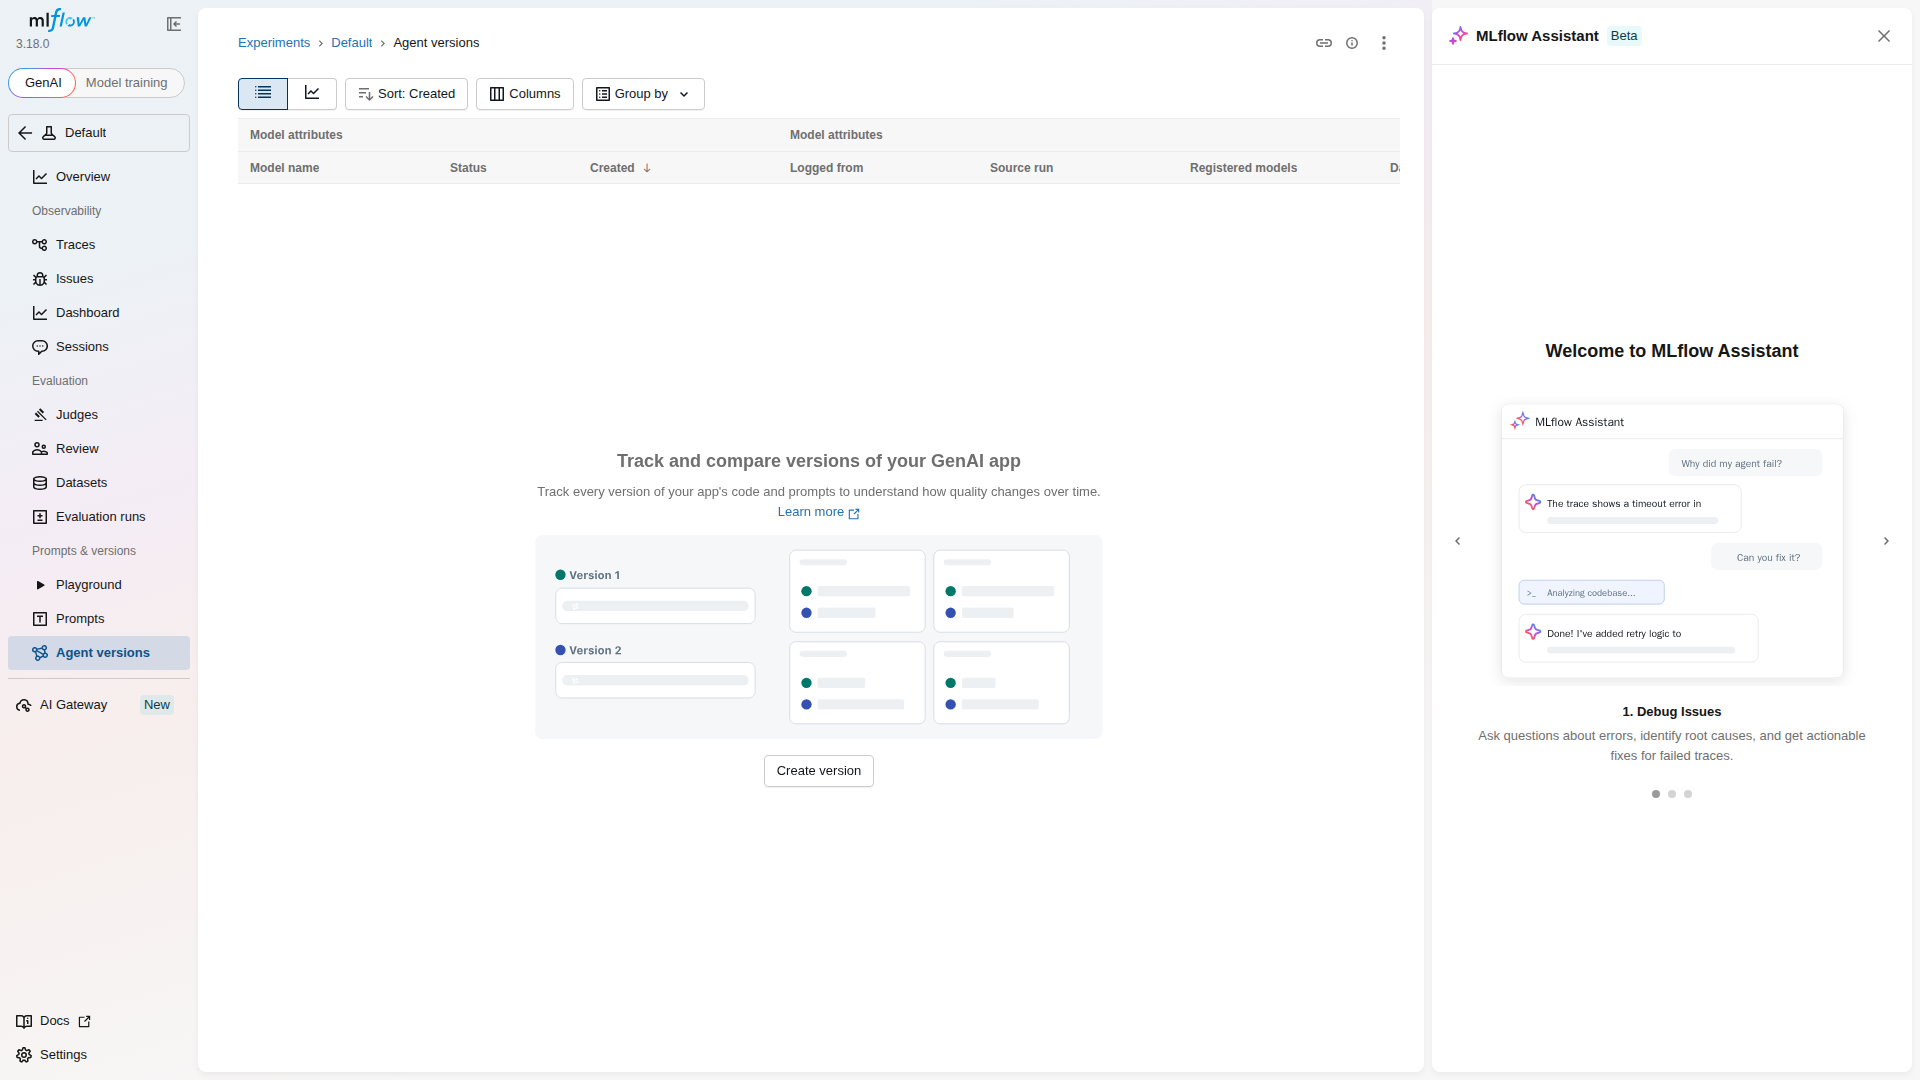 mlflow
3.18.0
GenAI
Model training
Default
Overview
Observability
Traces
Issues
Dashboard
Sessions
Evaluation
Judges
Review
Datasets
Evaluation runs
Prompts & versions
Playground
Prompts
Agent versions
AI Gateway
New
Docs
Settings
Experiments > Default > Agent versions
Sort: Created
Columns
Group by
Model attributes
Model attributes
Model name
Status
Created
Logged from
Source run
Registered models
Track and compare versions of your GenAI app
Track every version of your app's code and prompts to understand how quality changes over time.
Learn more
Version 1
Version 2
Create version
MLflow Assistant
Beta
Welcome to MLflow Assistant
MLflow Assistant
Why did my agent fail?
The trace shows a timeout error in
Can you fix it?
>_ Analyzing codebase...
Done! I've added retry logic to
1. Debug Issues
Ask questions about errors, identify root causes, and get actionable
fixes for failed traces.